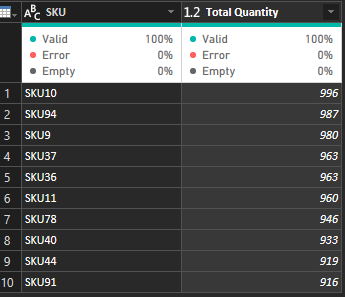 ABC SKU 1.2 Total Quantity
Valid 100% Valid 100%
Error 0% Error 0%
Empty 0% Empty 0%
1 SKU10 996
2 SKU94 987
3 SKU9 980
4 SKU37 963
5 SKU36 963
6 SKU11 960
7 SKU78 946
8 SKU40 933
9 SKU44 919
10 SKU91 916